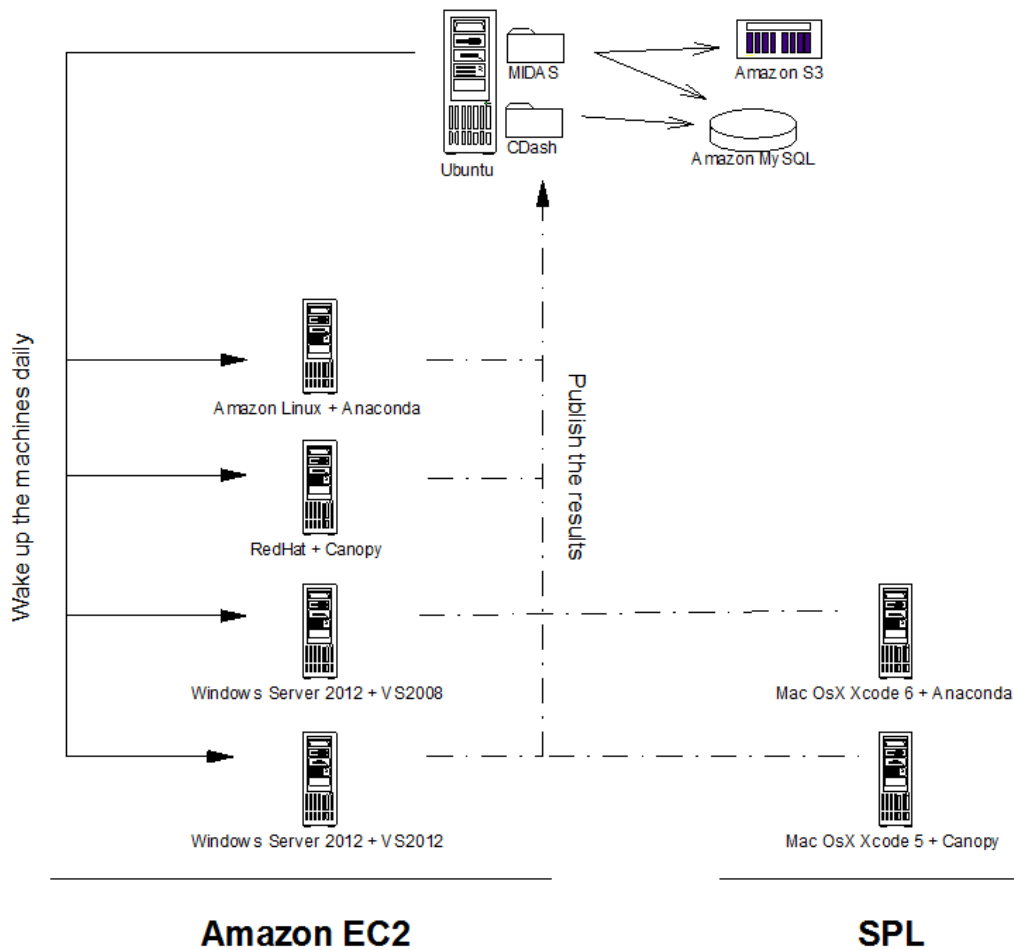 MIDAS
Amazon S3
CDash
Amazon MySQL
Ubuntu
Wake up the machines daily
Publish the results
Amazon Linux + Anaconda
RedHat + Canopy
Windows Server 2012 + VS2008
Mac OsX Xcode 6 + Anaconda
Windows Server 2012 + VS2012
Mac OsX Xcode 5 + Canopy
Amazon EC2
SPL